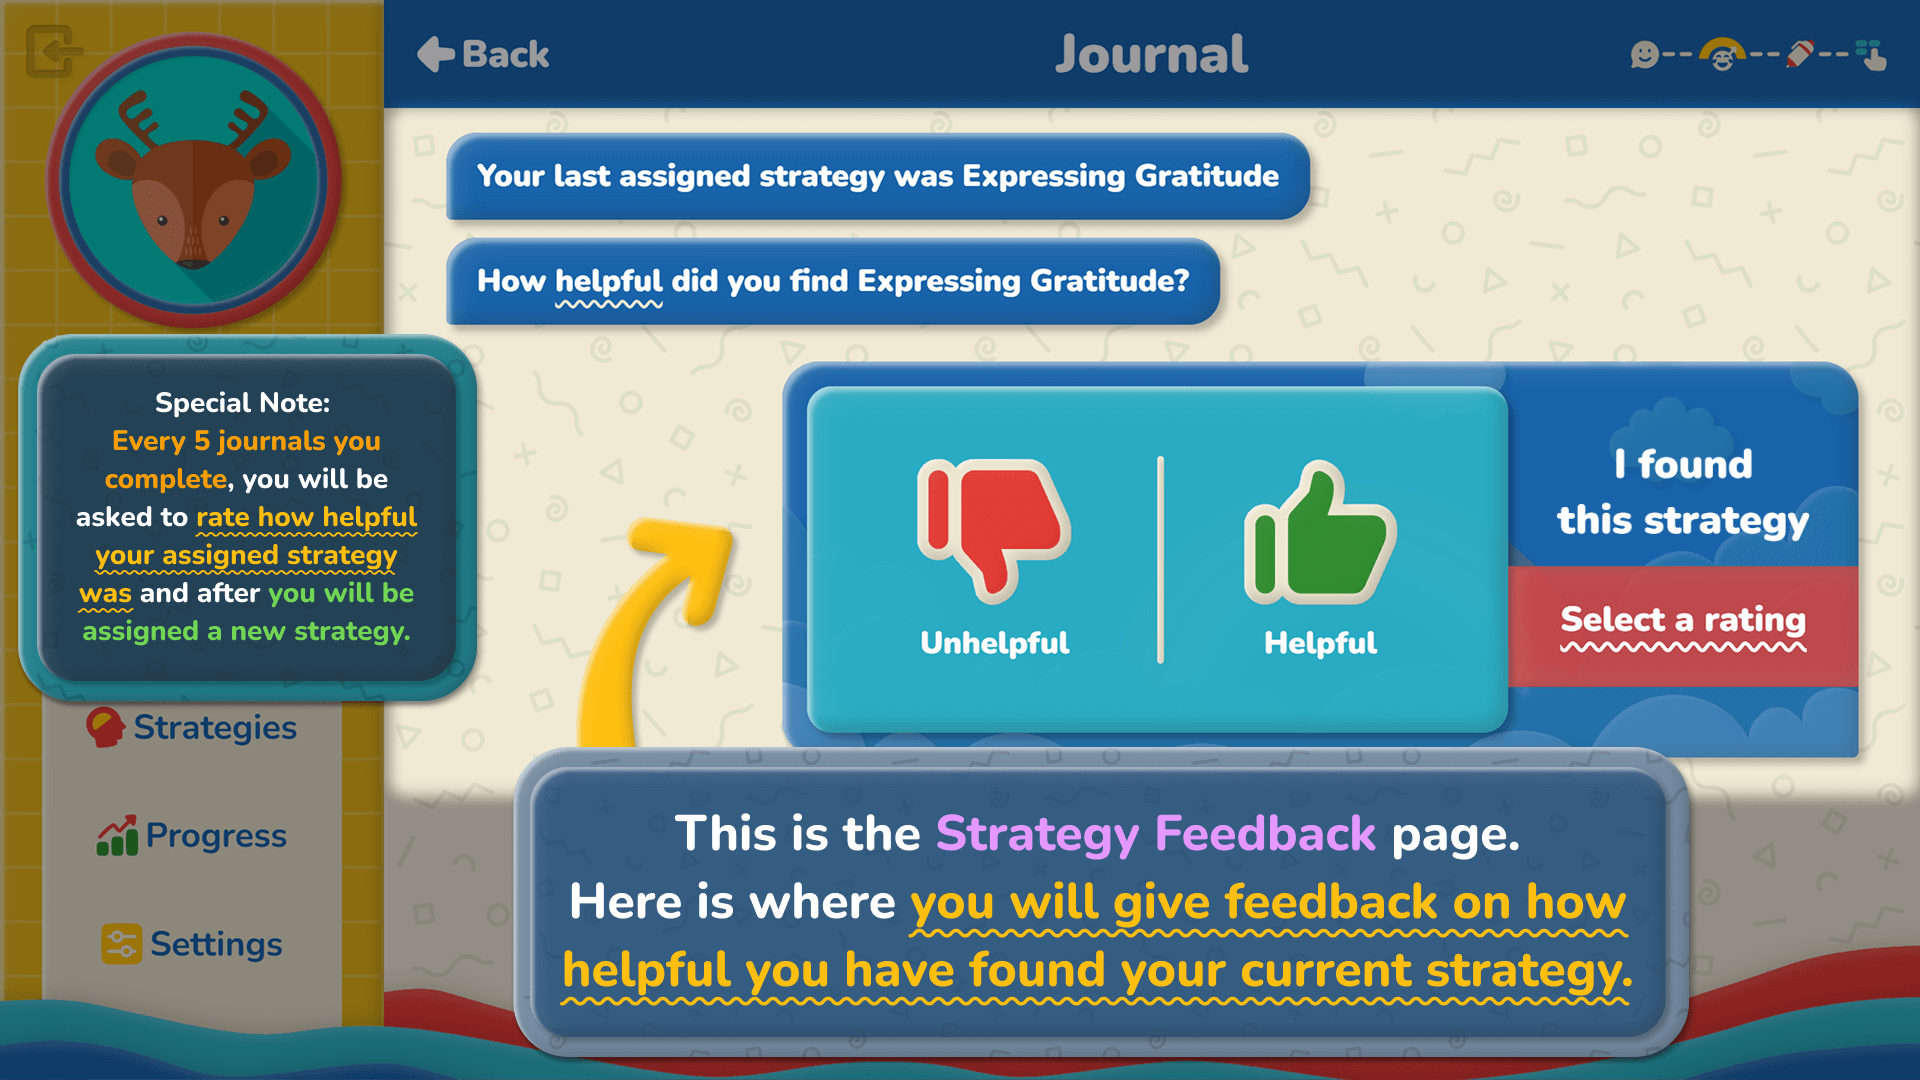 Back
Journal
Your last assigned strategy was Expressing Gratitude
How helpful did you find Expressing Gratitude?
Special Note:
Every 5 journals you
complete, you will be
asked to rate how helpful
your assigned strategy
was and after you will be
assigned a new strategy.
Unhelpful
Helpful
I found
this strategy
Select a rating
Strategies
Progress
Settings
This is the Strategy Feedback page.
Here is where you will give feedback on how
helpful you have found your current strategy.